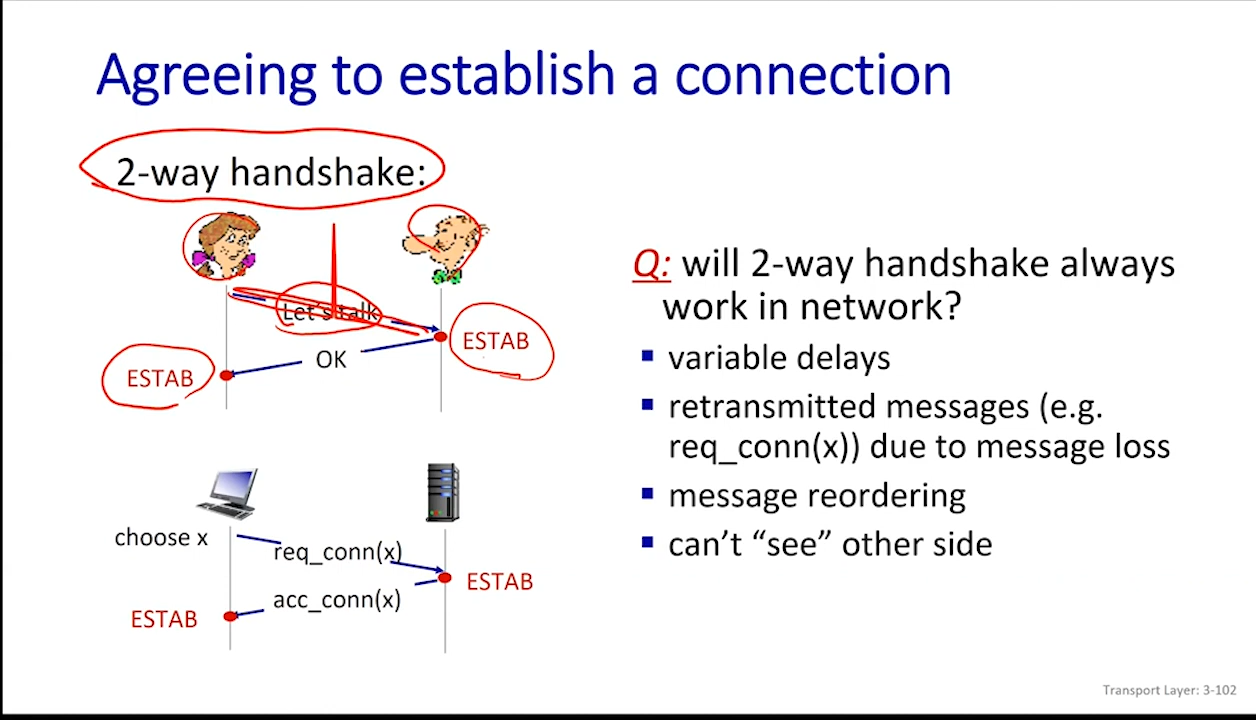 Agreeing to establish a connection
2-way handshake:
Let's talk
ESTAB
OK
ESTAB
choose x
req_conn(x)
ESTAB
acc_conn(x)
ESTAB
Q: will 2-way handshake always
work in network?
▪ variable delays
▪ retransmitted messages (e.g.
req_conn(x)) due to message loss
▪ message reordering
▪ can't “see” other side
Transport Layer: 3-102